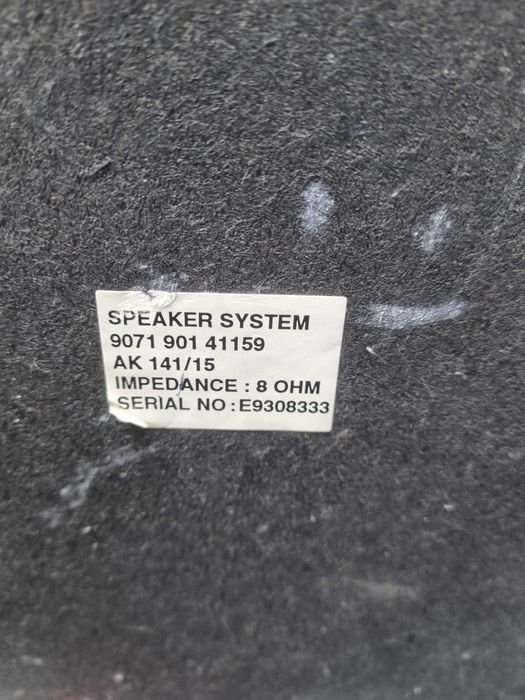 SPEAKER SYSTEM
9071 901 41159
AK 141/15
IMPEDANCE : 8 OHM
SERIAL NO : E9308333